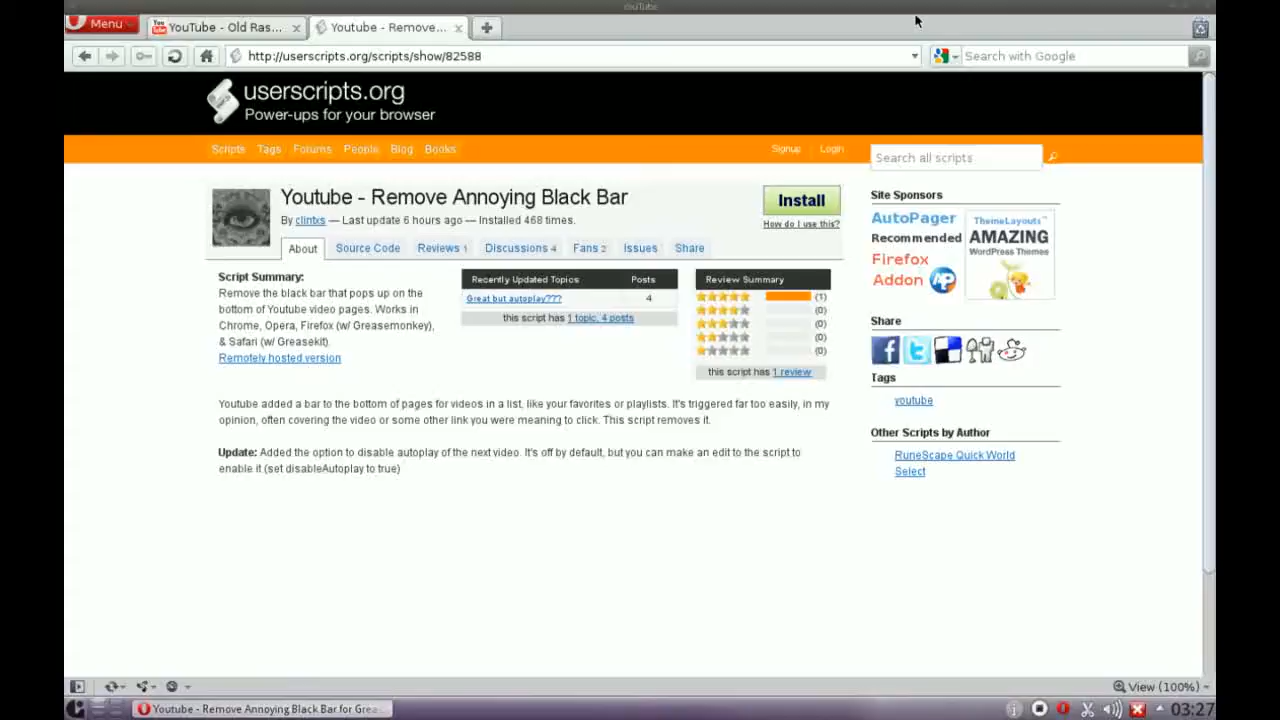 YouTube
Menu
YouTube - Old Ras...
Youtube - Remove...
http://userscripts.org/scripts/show/82588
Search with Google
userscripts.org
Power-ups for your browser
Scripts Tags Forums People Blog Books
Signup Login
Search all scripts
Youtube - Remove Annoying Black Bar
By clintxs — Last update 6 hours ago — Installed 468 times.
Install
How do I use this?
About Source Code Reviews 1 Discussions 4 Fans 2 Issues Share
Script Summary:
Remove the black bar that pops up on the
bottom of Youtube video pages. Works in
Chrome, Opera, Firefox (w/ Greasemonkey),
& Safari (w/ Greasekit).
Remotely hosted version
Recently Updated Topics Posts
Great but autoplay??? 4
this script has 1 topic, 4 posts
Review Summary
(1)
(0)
(0)
(0)
(0)
this script has 1 review
Youtube added a bar to the bottom of pages for videos in a list, like your favorites or playlists. It's triggered far too easily, in my
opinion, often covering the video or some other link you were meaning to click. This script removes it.
Update: Added the option to disable autoplay of the next video. It's off by default, but you can make an edit to the script to
enable it (set disableAutoplay to true)
Site Sponsors
AutoPager
Recommended
Firefox
Addon
ThemeLayouts™
AMAZING
WordPress Themes
Share
Tags
youtube
Other Scripts by Author
RuneScape Quick World
Select
View (100%)
Youtube - Remove Annoying Black Bar for Grea...
03:27